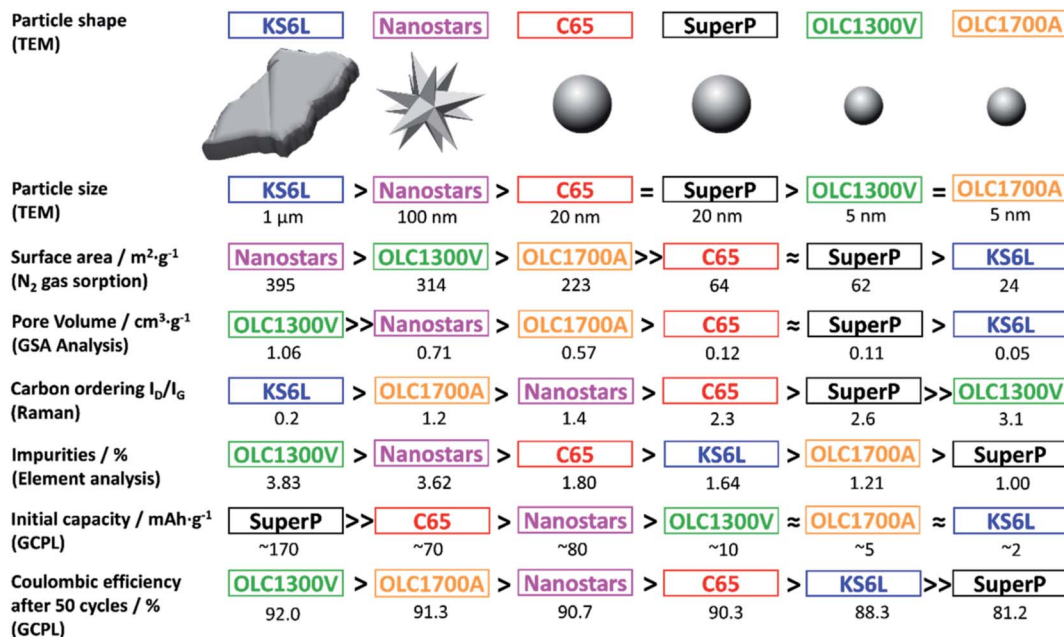 Particle shape KS6L Nanostars C65 SuperP OLC1300V OLC1700A
(TEM)
Particle size KS6L > Nanostars > C65 = SuperP > OLC1300V = OLC1700A
(TEM) 1 µm 100 nm 20 nm 20 nm 5 nm 5 nm
Surface area / m²·g⁻¹ Nanostars > OLC1300V > OLC1700A >> C65 ≈ SuperP > KS6L
(N₂ gas sorption) 395 314 223 64 62 24
Pore Volume / cm³·g⁻¹ OLC1300V >> Nanostars > OLC1700A > C65 ≈ SuperP > KS6L
(GSA Analysis) 1.06 0.71 0.57 0.12 0.11 0.05
Carbon ordering I_D/I_G KS6L > OLC1700A > Nanostars > C65 > SuperP >> OLC1300V
(Raman) 0.2 1.2 1.4 2.3 2.6 3.1
Impurities / % OLC1300V > Nanostars > C65 > KS6L > OLC1700A > SuperP
(Element analysis) 3.83 3.62 1.80 1.64 1.21 1.00
Initial capacity / mAh·g⁻¹ SuperP >> C65 > Nanostars > OLC1300V ≈ OLC1700A ≈ KS6L
(GCPL) ~170 ~70 ~80 ~10 ~5 ~2
Coulombic efficiency OLC1300V > OLC1700A > Nanostars > C65 > KS6L >> SuperP
after 50 cycles / % 92.0 91.3 90.7 90.3 88.3 81.2
(GCPL)